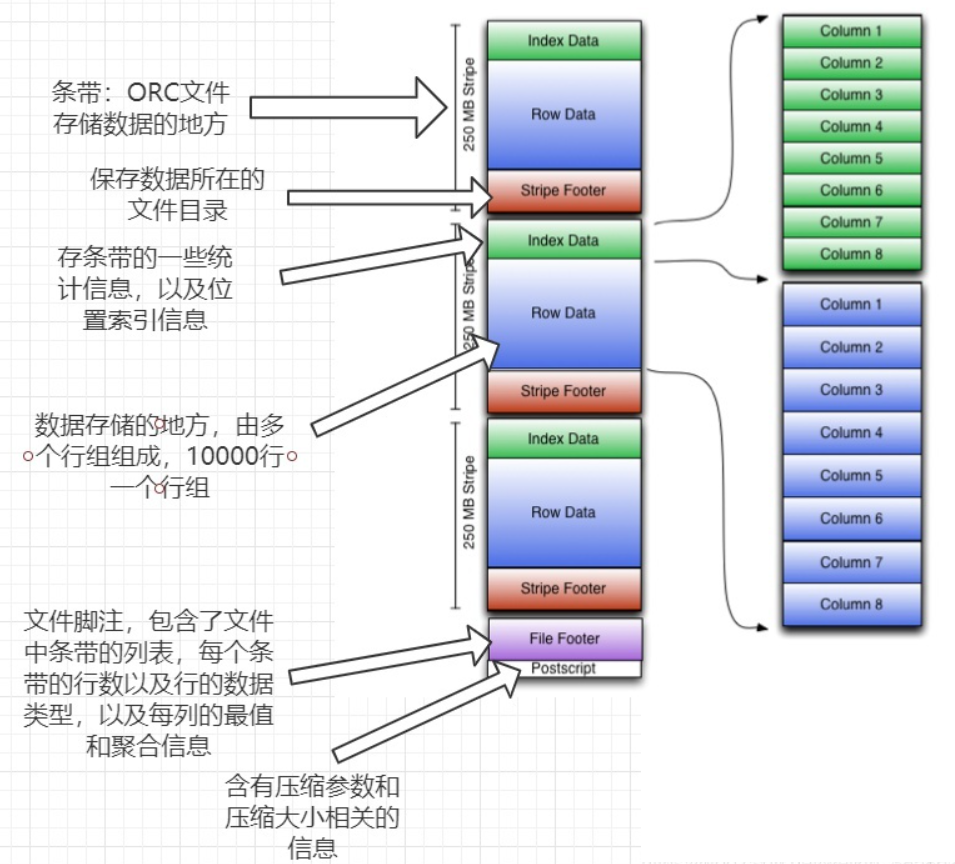 条带：ORC文件
存储数据的地方
保存数据所在的
文件目录
存条带的一些统
计信息，以及位
置索引信息
数据存储的地方，由多
个行组组成，10000行
一个行组
文件脚注，包含了文件
中条带的列表，每个条
带的行数以及行的数据
类型，以及每列的最值
和聚合信息
含有压缩参数和
压缩大小相关的
信息
250 MB Stripe
Index Data
Row Data
Stripe Footer
250 MB Stripe
Index Data
Row Data
Stripe Footer
250 MB Stripe
Index Data
Row Data
Stripe Footer
File Footer
Postscript
Column 1
Column 2
Column 3
Column 4
Column 5
Column 6
Column 7
Column 8
Column 1
Column 2
Column 3
Column 4
Column 5
Column 6
Column 7
Column 8